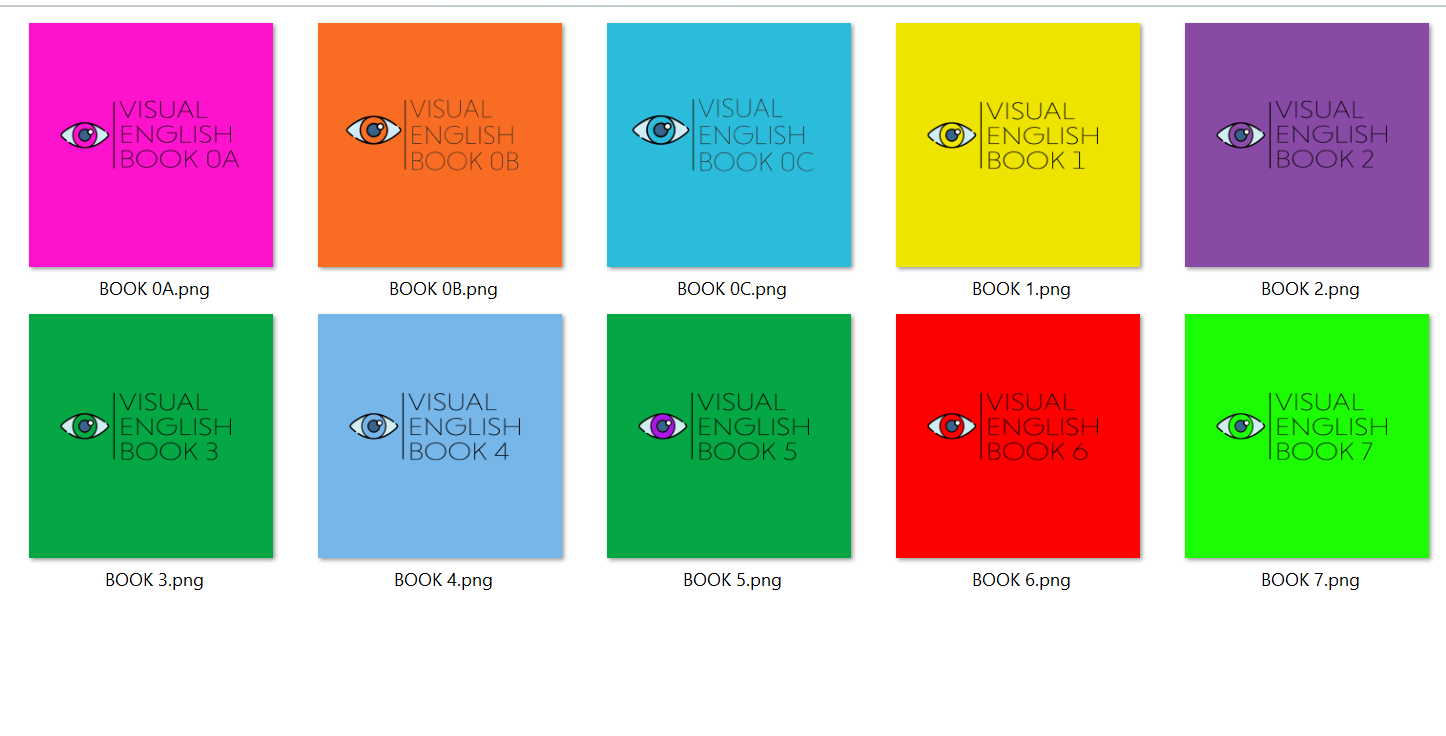 VISUAL
ENGLISH
BOOK 0A
VISUAL
ENGLISH
BOOK 0B
VISUAL
ENGLISH
BOOK 0C
VISUAL
ENGLISH
BOOK 1
VISUAL
ENGLISH
BOOK 2
BOOK 0A.png
BOOK 0B.png
BOOK 0C.png
BOOK 1.png
BOOK 2.png
VISUAL
ENGLISH
BOOK 3
VISUAL
ENGLISH
BOOK 4
VISUAL
ENGLISH
BOOK 5
VISUAL
ENGLISH
BOOK 6
VISUAL
ENGLISH
BOOK 7
BOOK 3.png
BOOK 4.png
BOOK 5.png
BOOK 6.png
BOOK 7.png